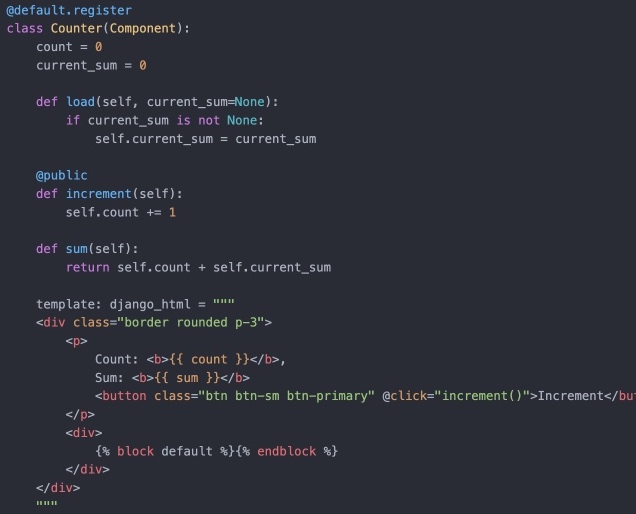 @default.register
class Counter(Component):
    count = 0
    current_sum = 0

    def load(self, current_sum=None):
        if current_sum is not None:
            self.current_sum = current_sum

    @public
    def increment(self):
        self.count += 1

    def sum(self):
        return self.count + self.current_sum

    template: django_html = """
    <div class="border rounded p-3">
        <p>
            Count: <b>{{ count }}</b>,
            Sum: <b>{{ sum }}</b>
            <button class="btn btn-sm btn-primary" @click="increment()">Increment</but
        </p>
        <div>
            {% block default %}{% endblock %}
        </div>
    </div>
    """